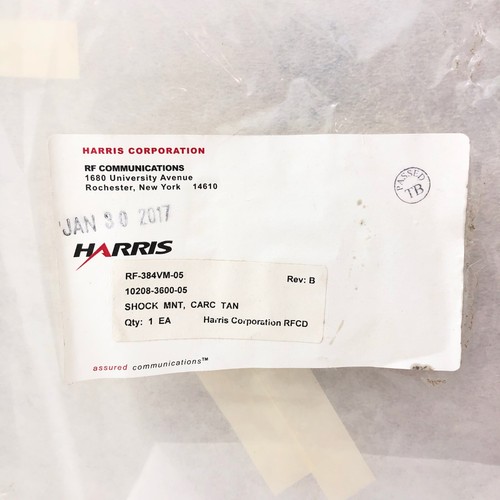 HARRIS CORPORATION
RF COMMUNICATIONS
1680 University Avenue
Rochester, New York 14610
PASSED
TB
JAN 30 2017
HARRIS
RF-384VM-05 Rev: B
10208-3600-05
SHOCK MNT, CARC TAN
Qty: 1 EA Harris Corporation RFCD
assured communications™